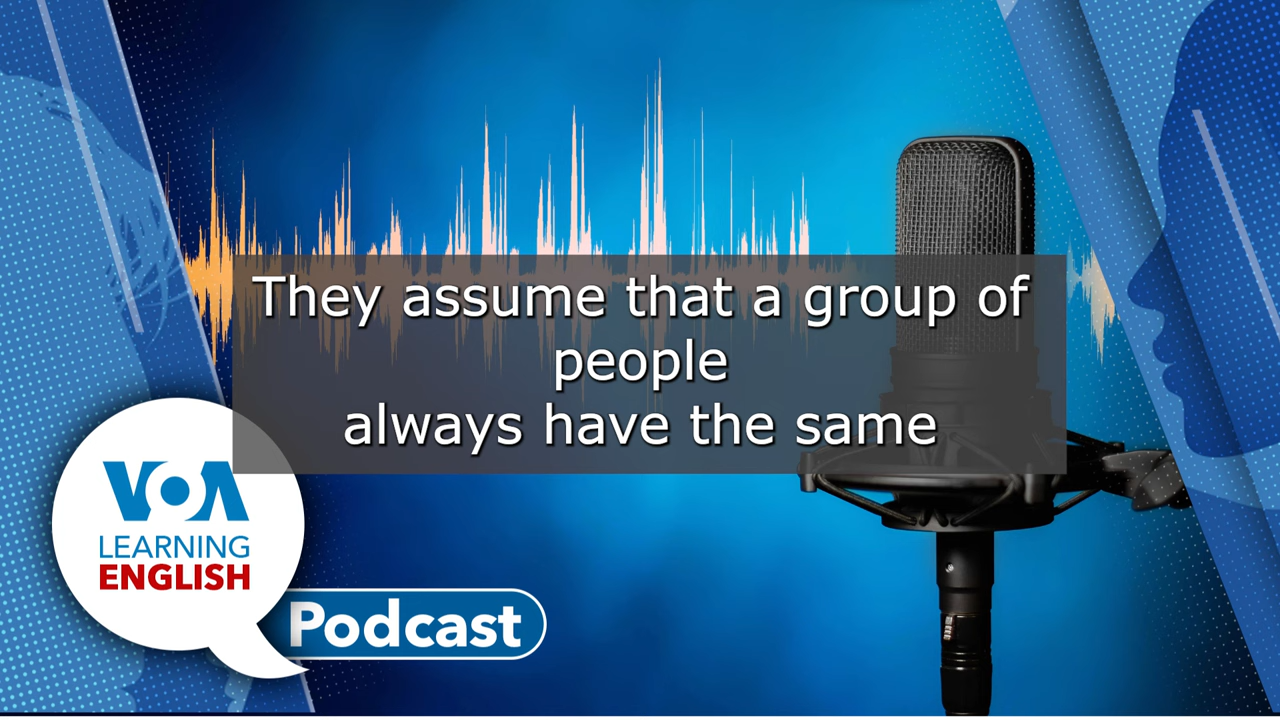 They assume that a group of
people
always have the same
VOA
LEARNING
ENGLISH
Podcast